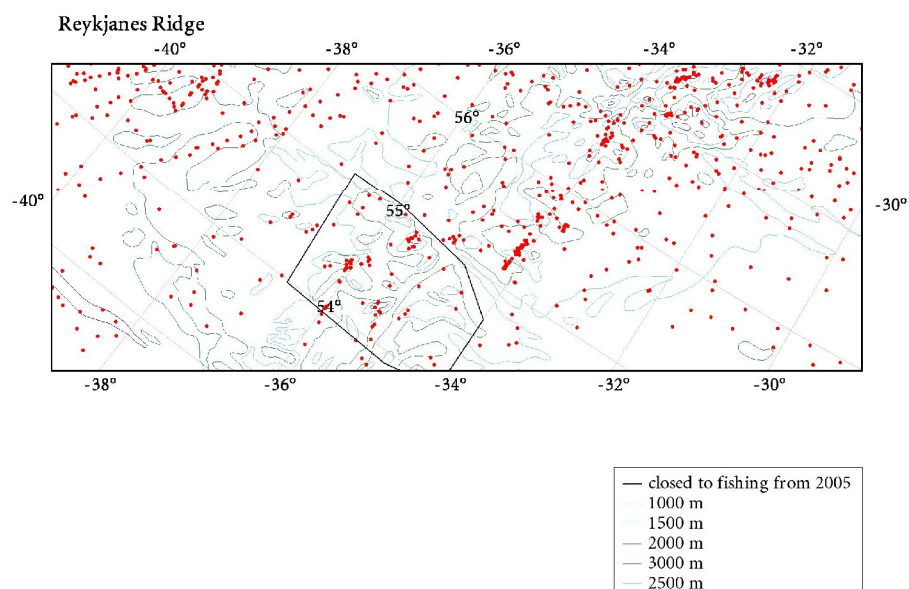 Reykjanes Ridge
-40° -38° -36° -34° -32°
56°
-40° 55° -30°
54°
-38° -36° -34° -32° -30°
closed to fishing from 2005
1000 m
1500 m
2000 m
3000 m
2500 m